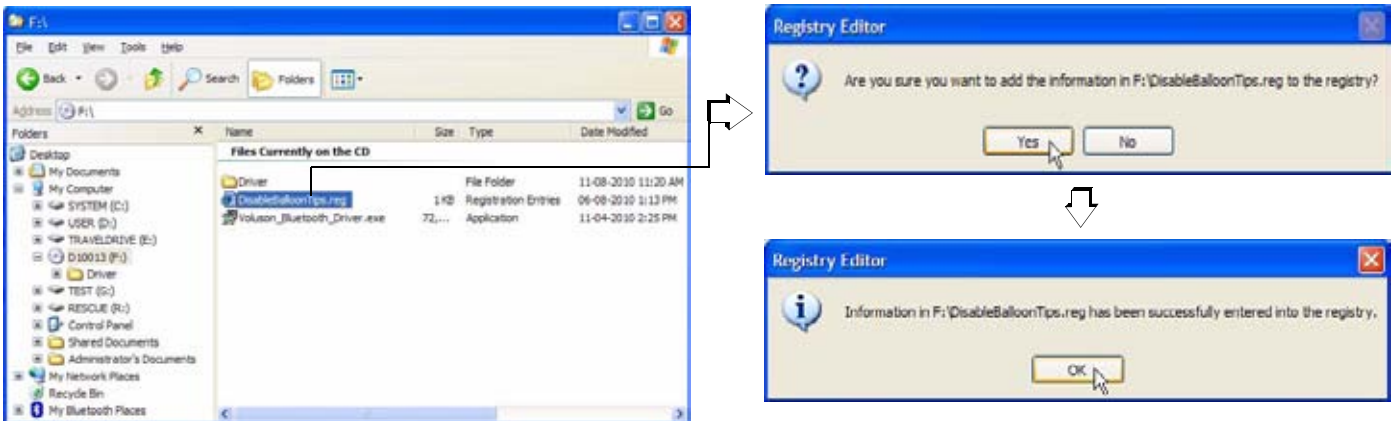 F:\
File Edit View Tools Help
Back Search Folders
Address F:\ Go
Folders
Name Size Type Date Modified
Desktop
My Documents
My Computer
SYSTEM (C:)
USER (D:)
TRAVELDRIVE (E:)
D10013 (F:)
Driver
TEST (G:)
RESCUE (R:)
Control Panel
Shared Documents
Administrator's Documents
My Network Places
Recycle Bin
My Bluetooth Places
Files Currently on the CD
Driver File Folder 11-08-2010 11:20 AM
DisableBalloonTips.reg 1 KB Registration Entries 06-08-2010 1:13 PM
Voluson_Bluetooth_Driver.exe 72,... Application 11-04-2010 2:25 PM
Registry Editor
Are you sure you want to add the information in F:\DisableBalloonTips.reg to the registry?
Yes No
Registry Editor
Information in F:\DisableBalloonTips.reg has been successfully entered into the registry.
OK